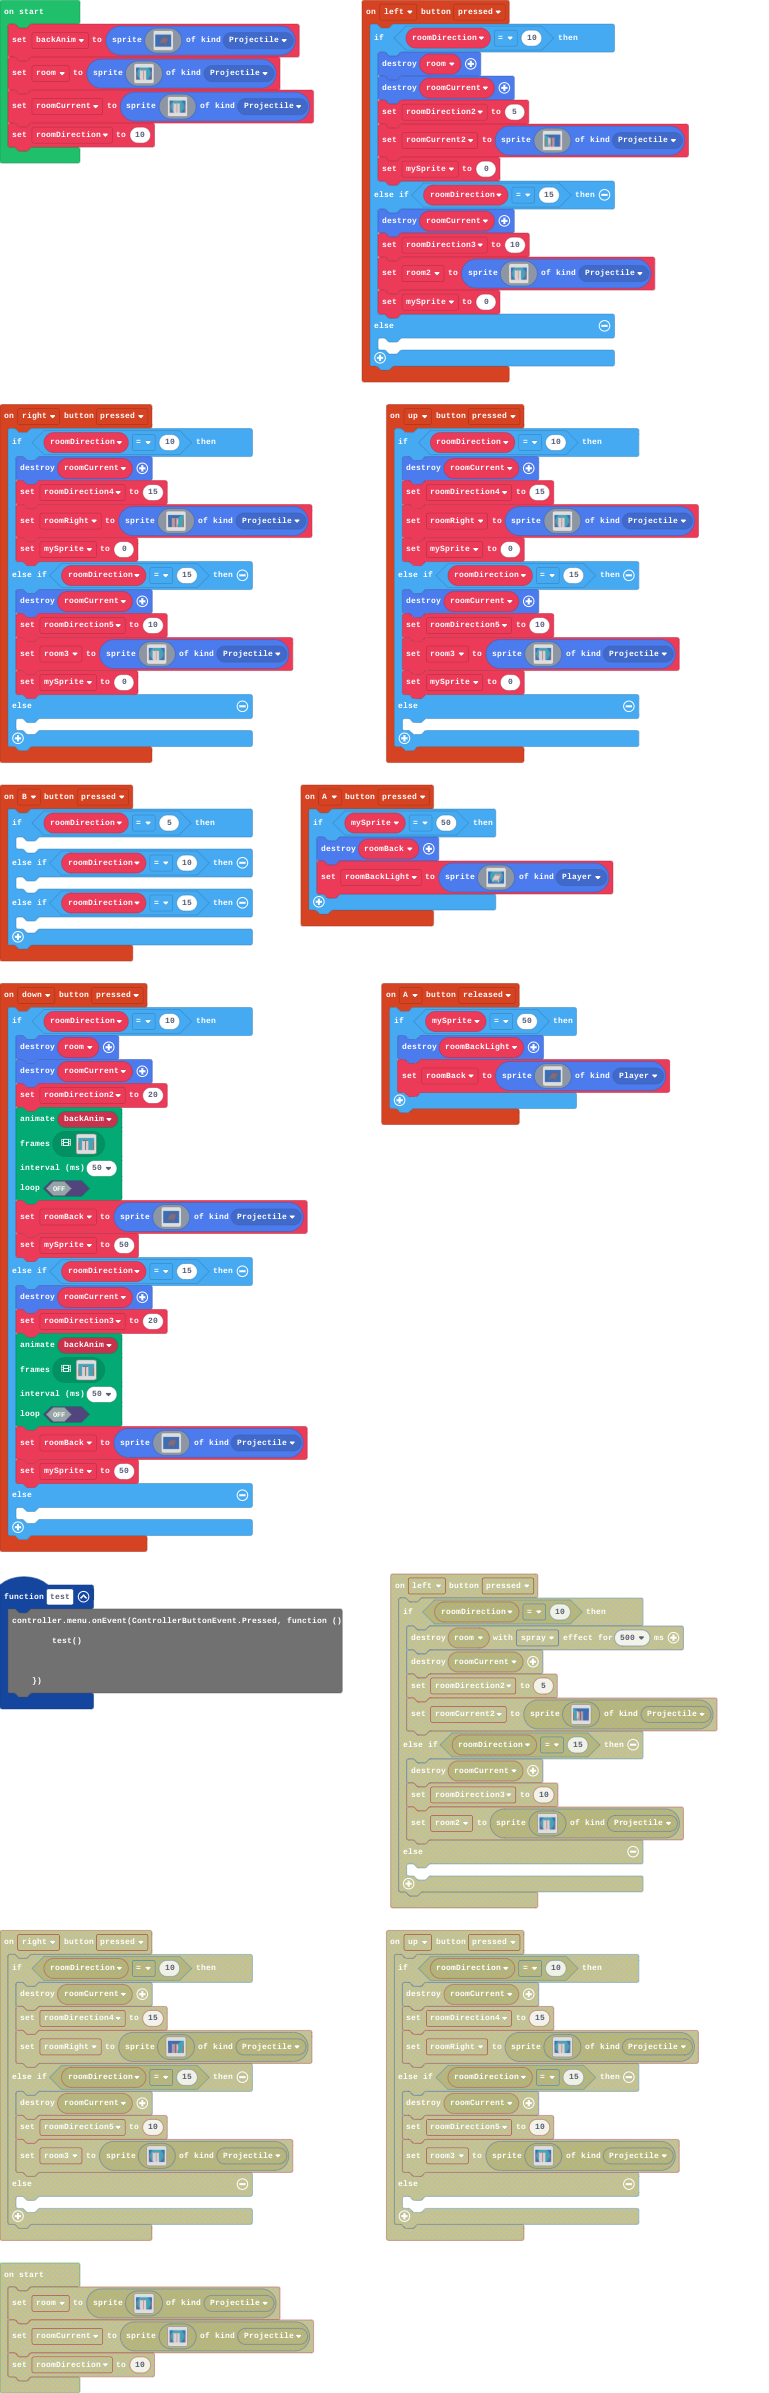 on start
set backAnim to sprite of kind Projectile
set room to sprite of kind Projectile
set roomCurrent to sprite of kind Projectile
set roomDirection to 10
on left button pressed
if roomDirection = 10 then
destroy room
destroy roomCurrent
set roomDirection2 to 5
set roomCurrent2 to sprite of kind Projectile
set mySprite to 0
else if roomDirection = 15 then
destroy roomCurrent
set roomDirection3 to 10
set room2 to sprite of kind Projectile
set mySprite to 0
else
on right button pressed
if roomDirection = 10 then
destroy roomCurrent
set roomDirection4 to 15
set roomRight to sprite of kind Projectile
set mySprite to 0
else if roomDirection = 15 then
destroy roomCurrent
set roomDirection5 to 10
set room3 to sprite of kind Projectile
set mySprite to 0
else
on up button pressed
if roomDirection = 10 then
destroy roomCurrent
set roomDirection4 to 15
set roomRight to sprite of kind Projectile
set mySprite to 0
else if roomDirection = 15 then
destroy roomCurrent
set roomDirection5 to 10
set room3 to sprite of kind Projectile
set mySprite to 0
else
on B button pressed
if roomDirection = 5 then
else if roomDirection = 10 then
else if roomDirection = 15 then
on A button pressed
if mySprite = 50 then
destroy roomBack
set roomBackLight to sprite of kind Player
on down button pressed
if roomDirection = 10 then
destroy room
destroy roomCurrent
set roomDirection2 to 20
animate backAnim
frames
interval (ms) 50
loop OFF
set roomBack to sprite of kind Projectile
set mySprite to 50
else if roomDirection = 15 then
destroy roomCurrent
set roomDirection3 to 20
animate backAnim
frames
interval (ms) 50
loop OFF
set roomBack to sprite of kind Projectile
set mySprite to 50
else
on A button released
if mySprite = 50 then
destroy roomBackLight
set roomBack to sprite of kind Player
function test
controller.menu.onEvent(ControllerButtonEvent.Pressed, function ()
test()
})
on left button pressed
if roomDirection = 10 then
destroy room with spray effect for 500 ms
destroy roomCurrent
set roomDirection2 to 5
set roomCurrent2 to sprite of kind Projectile
else if roomDirection = 15 then
destroy roomCurrent
set roomDirection3 to 10
set room2 to sprite of kind Projectile
else
on right button pressed
if roomDirection = 10 then
destroy roomCurrent
set roomDirection4 to 15
set roomRight to sprite of kind Projectile
else if roomDirection = 15 then
destroy roomCurrent
set roomDirection5 to 10
set room3 to sprite of kind Projectile
else
on up button pressed
if roomDirection = 10 then
destroy roomCurrent
set roomDirection4 to 15
set roomRight to sprite of kind Projectile
else if roomDirection = 15 then
destroy roomCurrent
set roomDirection5 to 10
set room3 to sprite of kind Projectile
else
on start
set room to sprite of kind Projectile
set roomCurrent to sprite of kind Projectile
set roomDirection to 10